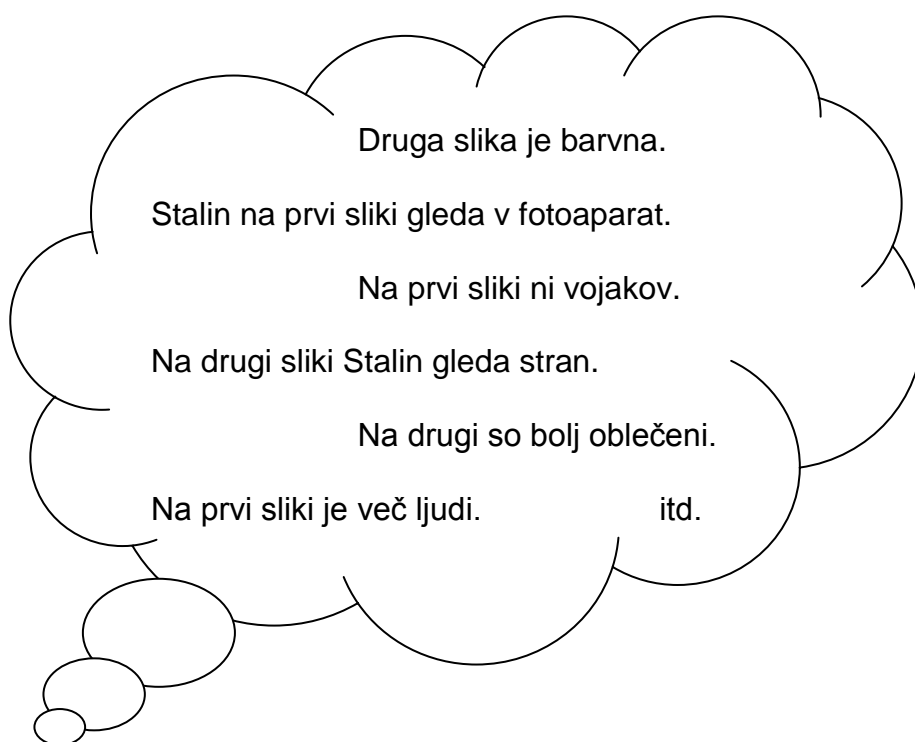 Druga slika je barvna.
Stalin na prvi sliki gleda v fotoaparat.
Na prvi sliki ni vojakov.
Na drugi sliki Stalin gleda stran.
Na drugi so bolj oblečeni.
Na prvi sliki je več ljudi. itd.